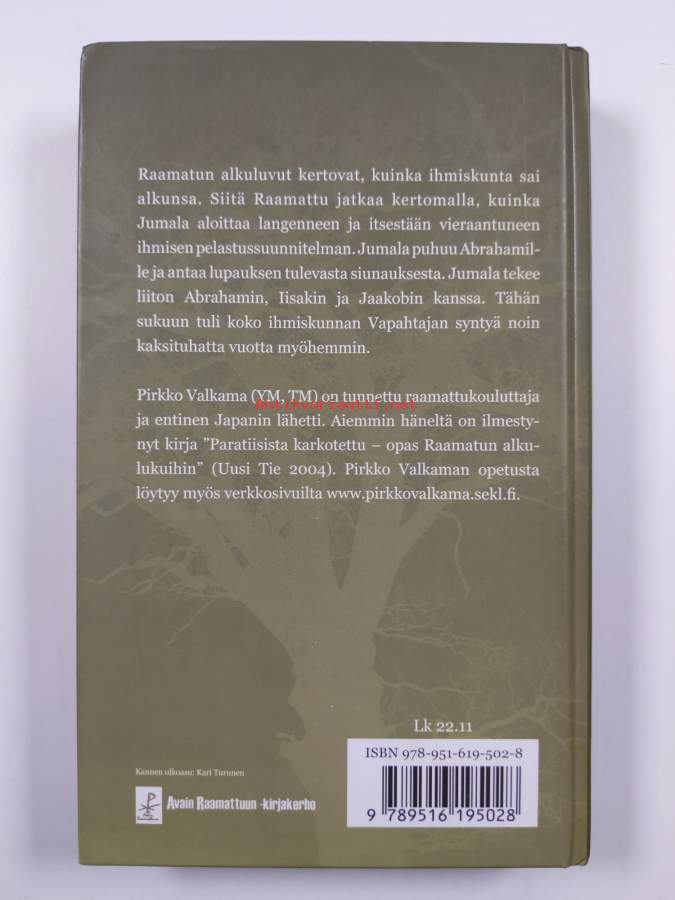 Raamatun alkuluvut kertovat, kuinka ihmiskunta sai
alkunsa. Siitä Raamattu jatkaa kertomalla, kuinka
Jumala aloittaa langenneen ja itsestään vieraantuneen
ihmisen pelastussuunnitelman. Jumala puhuu Abrahamil-
le ja antaa lupauksen tulevasta siunauksesta. Jumala tekee
liiton Abrahamin, Iisakin ja Jaakobin kanssa. Tähän
sukuun tuli koko ihmiskunnan Vapahtajan syntyä noin
kaksituhatta vuotta myöhemmin.
Pirkko Valkama (YM, TM) on tunnettu raamattukouluttaja
antikvariaatti.net
ja entinen Japanin lähetti. Aiemmin häneltä on ilmesty-
nyt kirja ”Paratiisista karkotettu – opas Raamatun alku-
lukuihin” (Uusi Tie 2004). Pirkko Valkaman opetusta
löytyy myös verkkosivuilta www.pirkkovalkama.sekl.fi.
Lk 22.11
ISBN 978-951-619-502-8
9 789516 195028
Kannen ulkoasu: Kari Turunen
Avain Raamattuun -kirjakerho